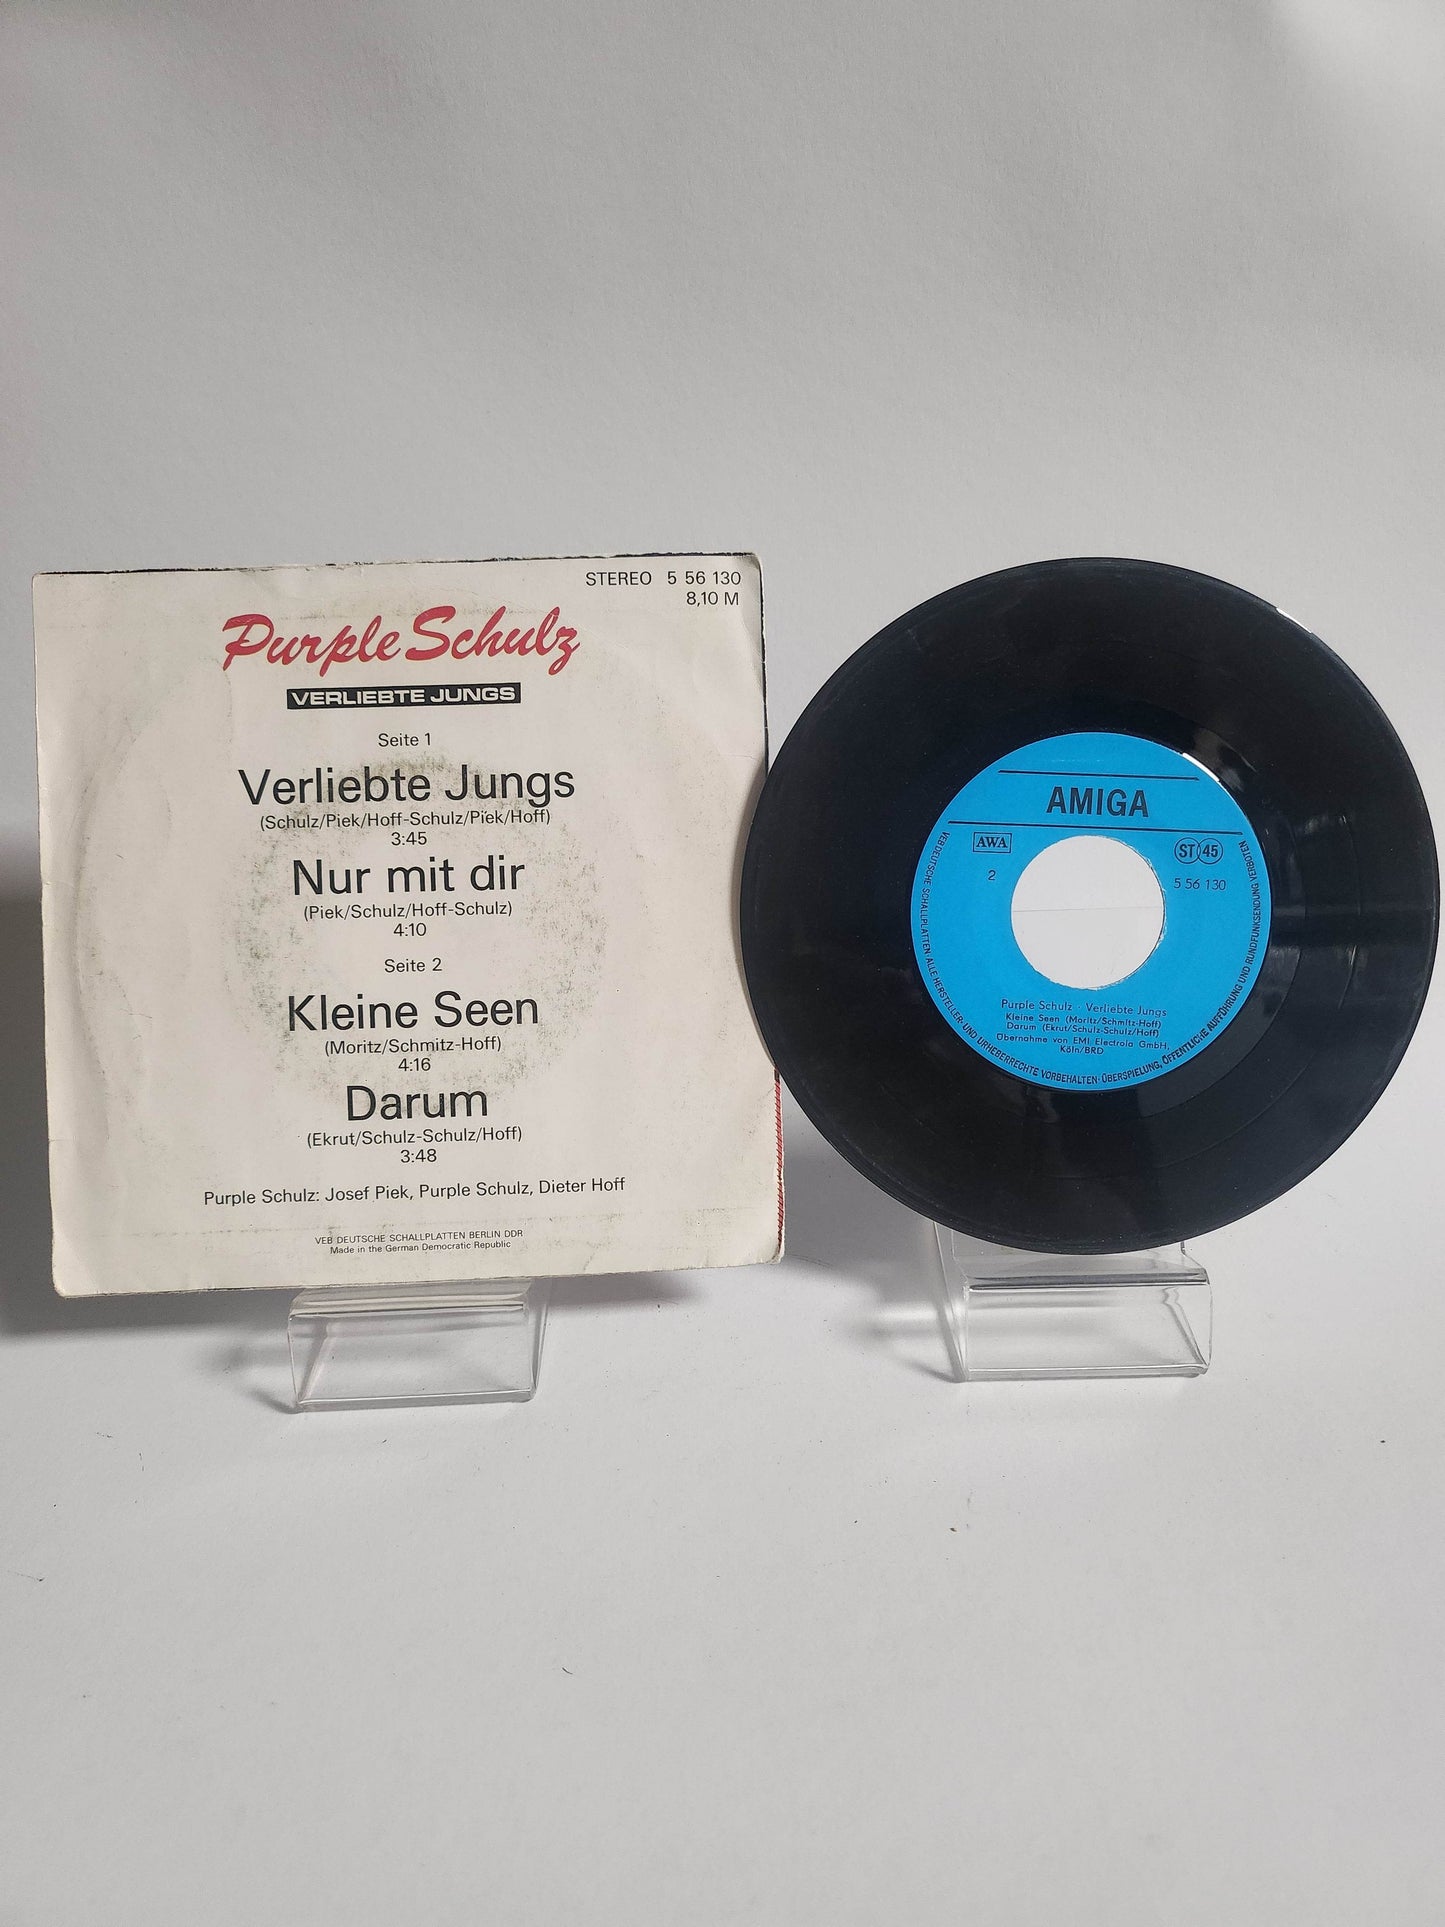 STEREO 5 56 130
8,10 M
Purple Schulz
VERLIEBTE JUNGS
Seite 1
Verliebte Jungs
(Schulz/Piek/Hoff-Schulz/Piek/Hoff)
3:45
Nur mit dir
(Piek/Schulz/Hoff-Schulz)
4:10
Seite 2
Kleine Seen
(Moritz/Schmitz-Hoff)
4:16
Darum
(Ekrut/Schulz-Schulz/Hoff)
3:48
Purple Schulz: Josef Piek, Purple Schulz, Dieter Hoff
VEB DEUTSCHE SCHALLPLATTEN BERLIN DDR
Made in the German Democratic Republic
AMIGA
AWA
ST 45
2
5 56 130
Purple Schulz · Verliebte Jungs
Kleine Seen (Moritz/Schmitz-Hoff)
Darum (Ekrut/Schulz-Schulz/Hoff)
Übernahme von EMI Electrola GmbH,
Köln/BRD
VEB DEUTSCHE SCHALLPLATTEN · ALLE HERSTELLER- UND URHEBERRECHTE VORBEHALTEN · ÜBERSPIELUNG, ÖFFENTLICHE AUFFÜHRUNG UND RUNDFUNKSENDUNG VERBOTEN